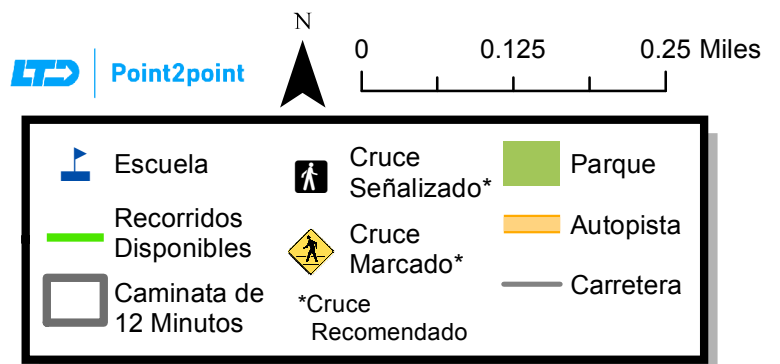 LTD Point2point
N
0 0.125 0.25 Miles
Escuela
Recorridos
Disponibles
Caminata de
12 Minutos
Cruce
Señalizado*
Cruce
Marcado*
*Cruce
Recomendado
Parque
Autopista
Carretera